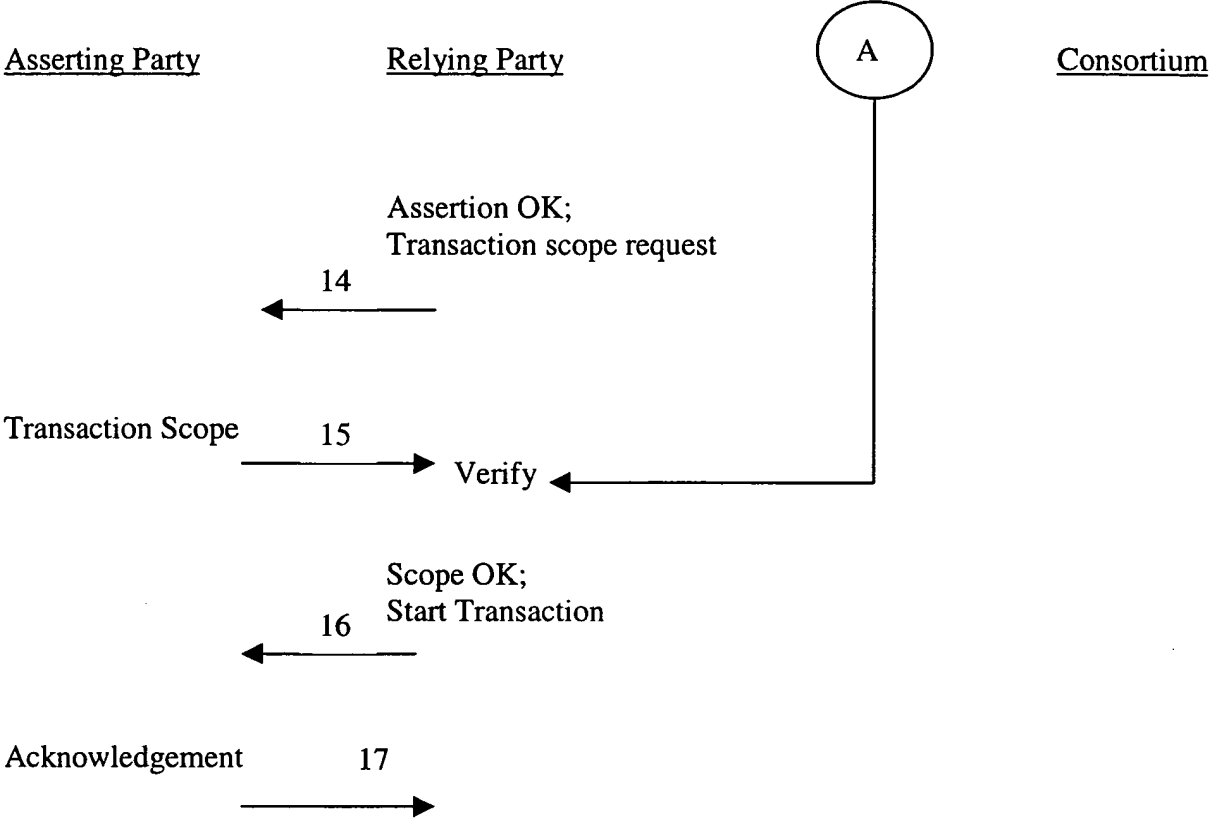 Asserting Party
Relying Party
A
Consortium
Assertion OK;
Transaction scope request
14
Transaction Scope
15
Verify
Scope OK;
Start Transaction
16
Acknowledgement
17